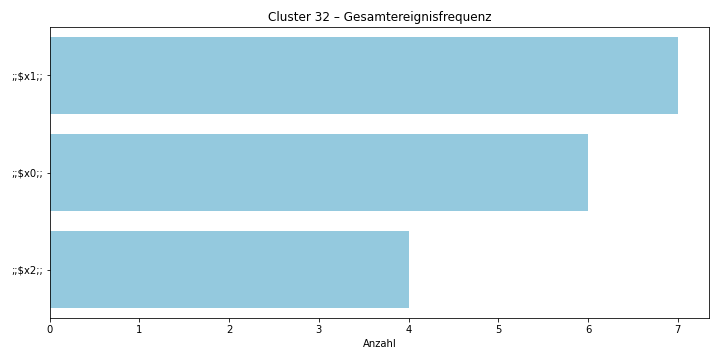 Cluster 32 – Gesamtereignisfrequenz
;;$x1;;
;;$x0;;
;;$x2;;
0 1 2 3 4 5 6 7
Anzahl